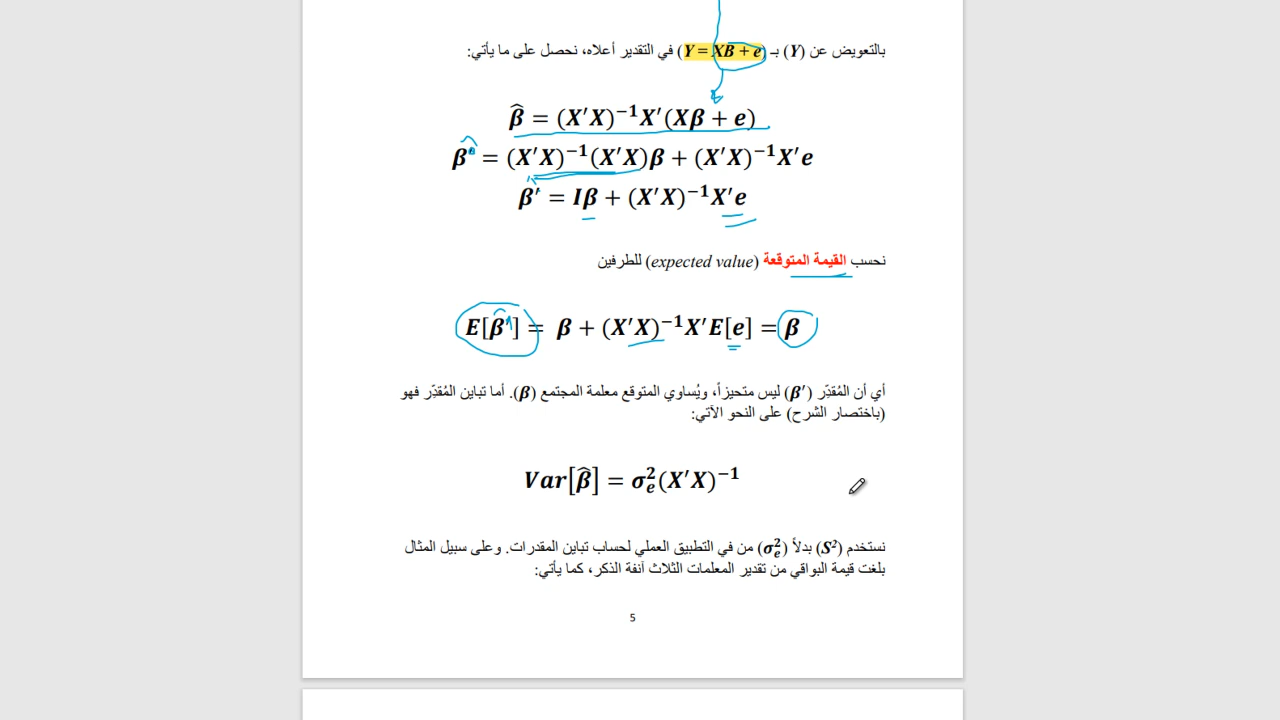 بالتعويض عن (Y) بـ (Y = XB + e) في التقدير أعلاه، نحصل على ما يأتي:
β̂ = (X′X)⁻¹X′(Xβ + e)
β̂ = (X′X)⁻¹(X′X)β + (X′X)⁻¹X′e
β′ = Iβ + (X′X)⁻¹X′e
نحسب القيمة المتوقعة (expected value) للطرفين
E[β̂′] = β + (X′X)⁻¹X′E[e] = β
أي أن المُقدِّر (β′) ليس متحيزاً، ويُساوي المتوقع معلمة المجتمع (β). أما تباين المُقدِّر فهو
(باختصار الشرح) على النحو الآتي:
Var[β̂] = σₑ²(X′X)⁻¹
نستخدم (S²) بدلاً (σₑ²) من في التطبيق العملي لحساب تباين المقدرات. وعلى سبيل المثال
بلغت قيمة البواقي من تقدير المعلمات الثلاث آنفة الذكر، كما يأتي:
5